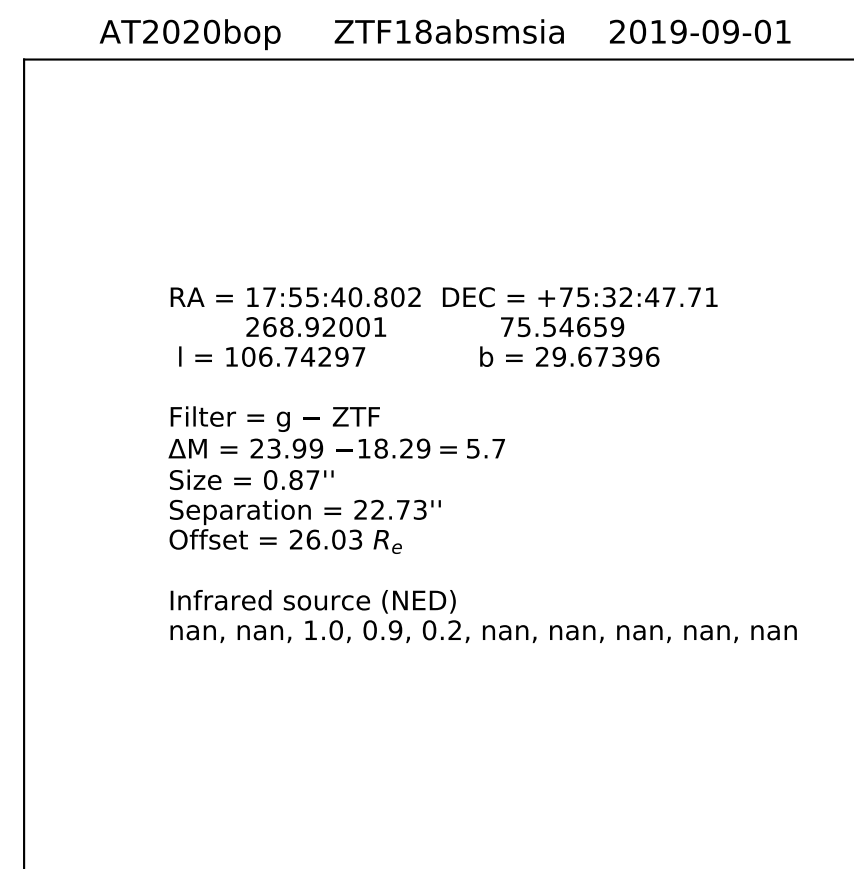 AT2020bop ZTF18absmsia 2019-09-01
RA = 17:55:40.802 DEC = +75:32:47.71
268.92001 75.54659
l = 106.74297 b = 29.67396
Filter = g − ZTF
ΔM = 23.99 −18.29 = 5.7
Size = 0.87''
Separation = 22.73''
Offset = 26.03 Rₑ
Infrared source (NED)
nan, nan, 1.0, 0.9, 0.2, nan, nan, nan, nan, nan